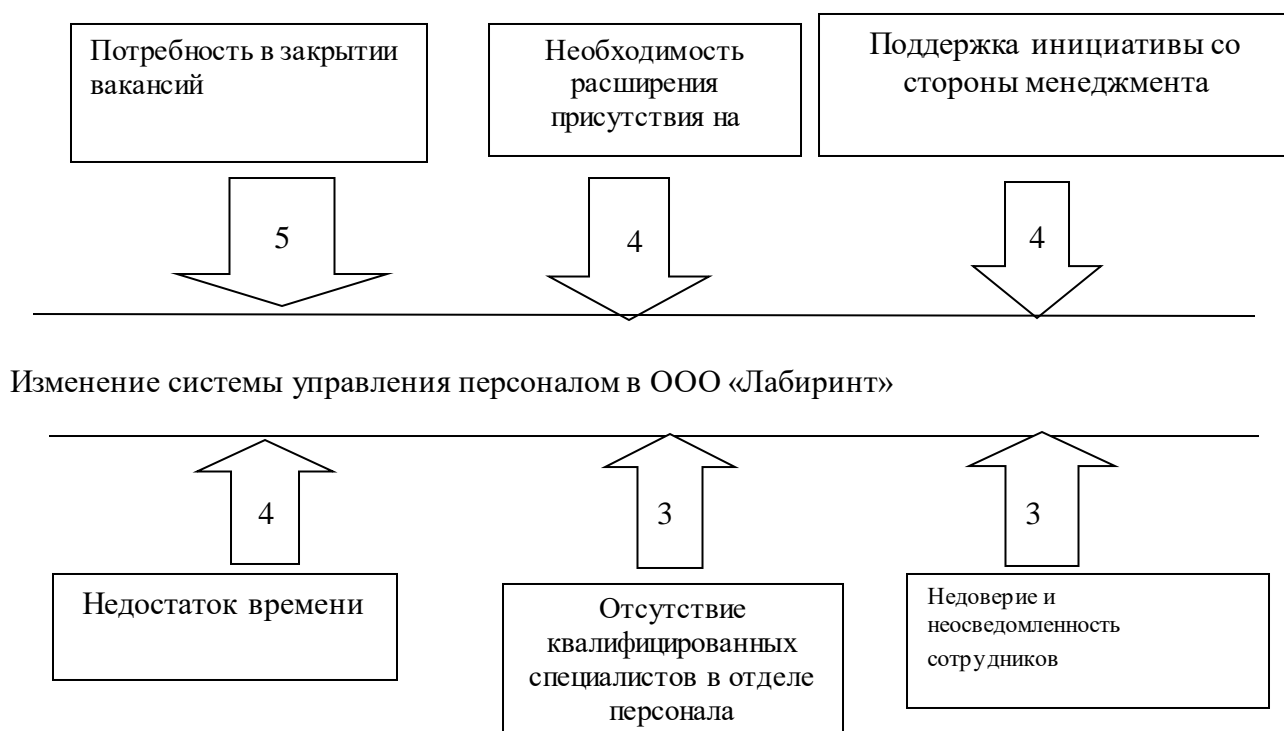 Потребность в закрытии
вакансий
Необходимость
расширения
присутствия на
Поддержка инициативы со
стороны менеджмента
5
4
4
Изменение системы управления персоналом в ООО «Лабиринт»
4
3
3
Недостаток времени
Отсутствие
квалифицированных
специалистов в отделе
персонала
Недоверие и
неосведомленность
сотрудников